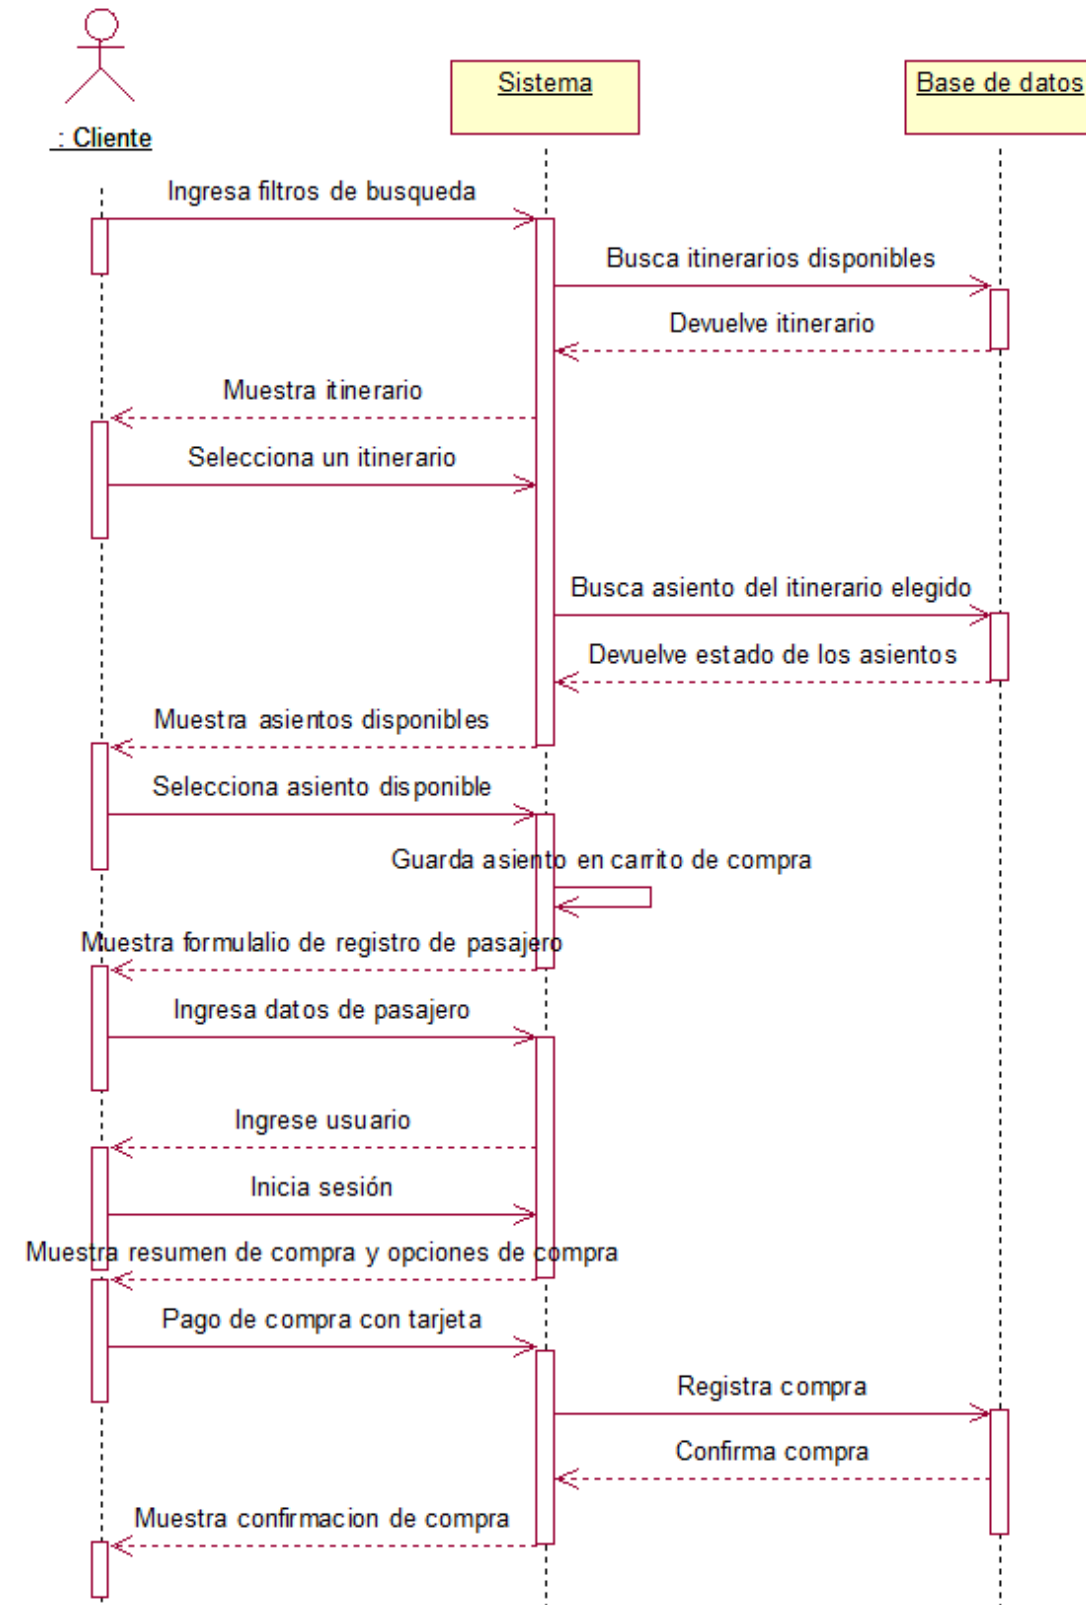 Sistema
Base de datos
: Cliente
Ingresa filtros de busqueda
Busca itinerarios disponibles
Devuelve itinerario
Muestra itinerario
Selecciona un itinerario
Busca asiento del itinerario elegido
Devuelve estado de los asientos
Muestra asientos disponibles
Selecciona asiento disponible
Guarda asiento en carrito de compra
Muestra formulalio de registro de pasajero
Ingresa datos de pasajero
Ingrese usuario
Inicia sesión
Muestra resumen de compra y opciones de compra
Pago de compra con tarjeta
Registra compra
Confirma compra
Muestra confirmacion de compra